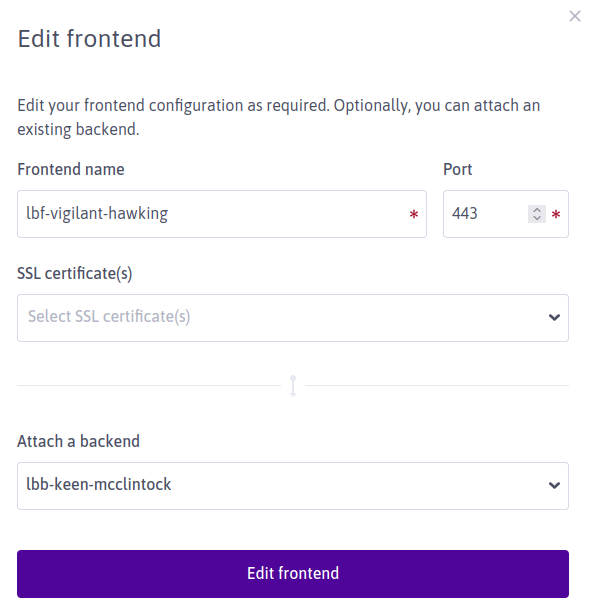 Edit frontend
Edit your frontend configuration as required. Optionally, you can attach an
existing backend.
Frontend name
Port
lbf-vigilant-hawking *
443 *
SSL certificate(s)
Select SSL certificate(s)
Attach a backend
lbb-keen-mcclintock
Edit frontend